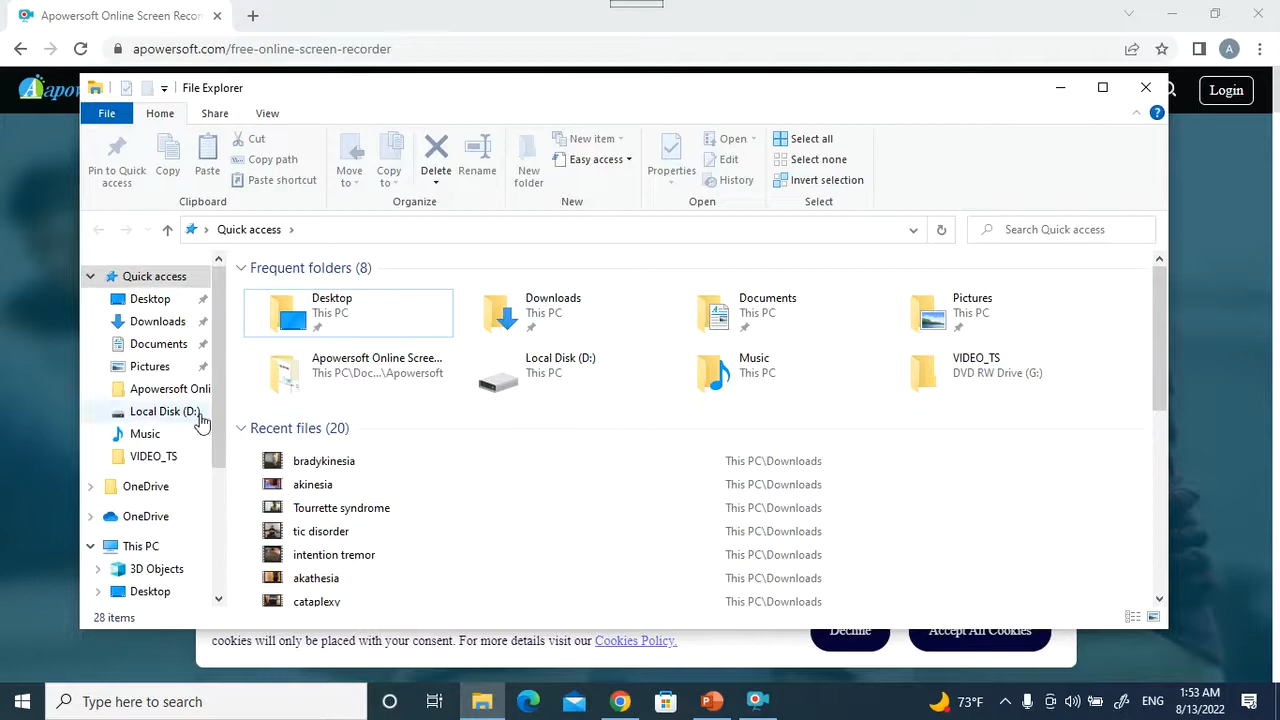 Apowersoft Online Screen Recor
apowersoft.com/free-online-screen-recorder
A
Login
File Explorer
File Home Share View
Pin to Quick access
Copy
Paste
Cut
Copy path
Paste shortcut
Move to
Copy to
Delete
Rename
New folder
New item
Easy access
Properties
Open
Edit
History
Select all
Select none
Invert selection
Clipboard Organize New Open Select
Quick access
Search Quick access
Quick access
Desktop
Downloads
Documents
Pictures
Apowersoft Onli
Local Disk (D:)
Music
VIDEO_TS
OneDrive
OneDrive
This PC
3D Objects
Desktop
Frequent folders (8)
Desktop
This PC
Downloads
This PC
Documents
This PC
Pictures
This PC
Apowersoft Online Scree...
This PC\Doc...\Apowersoft
Local Disk (D:)
This PC
Music
This PC
VIDEO_TS
DVD RW Drive (G:)
Recent files (20)
bradykinesia This PC\Downloads
akinesia This PC\Downloads
Tourrette syndrome This PC\Downloads
tic disorder This PC\Downloads
intention tremor This PC\Downloads
akathesia This PC\Downloads
cataplexy This PC\Downloads
28 items
cookies will only be placed with your consent. For more details visit our Cookies Policy.
Decline
Accept All Cookies
Type here to search
73°F
ENG
1:53 AM
8/13/2022